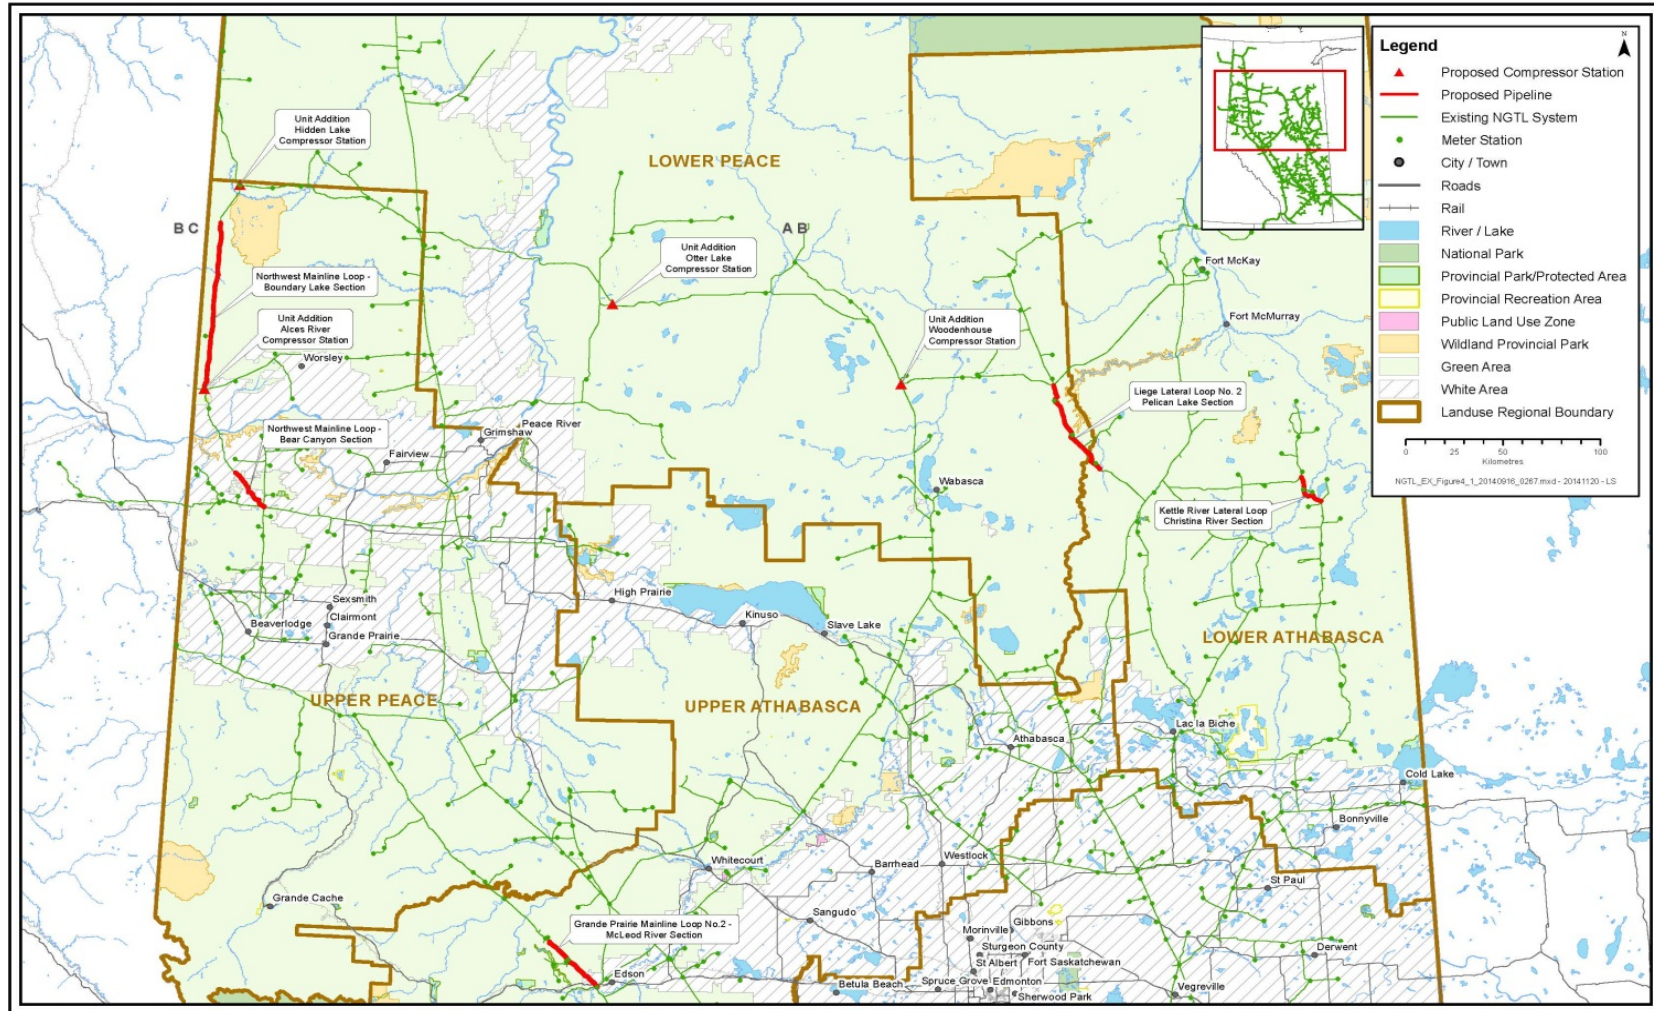 Unit Addition
Hidden Lake
Compressor Station
LOWER PEACE
B C
A B
Unit Addition
Otter Lake
Compressor Station
Northwest Mainline Loop -
Boundary Lake Section
Unit Addition
Alces River
Compressor Station
Worsley
Unit Addition
Woodenhouse
Compressor Station
Fort McKay
Fort McMurray
Liege Lateral Loop No. 2
Pelican Lake Section
Northwest Mainline Loop -
Bear Canyon Section
Grimshaw
Peace River
Fairview
Wabasca
Kettle River Lateral Loop
Christina River Section
High Prairie
Kinuso
Slave Lake
Sexsmith
Clairmont
Beaverlodge
Grande Prairie
LOWER ATHABASCA
UPPER PEACE
UPPER ATHABASCA
Lac la Biche
Athabasca
Cold Lake
Bonnyville
Whitecourt
Barrhead
Westlock
St Paul
Grande Cache
Grande Prairie Mainline Loop No.2 -
McLeod River Section
Sangudo
Gibbons
Morinville
Sturgeon County
St Albert
Fort Saskatchewan
Derwent
Edson
Betula Beach
Spruce Grove
Edmonton
Sherwood Park
Vegreville
Legend
N
Proposed Compressor Station
Proposed Pipeline
Existing NGTL System
Meter Station
City / Town
Roads
Rail
River / Lake
National Park
Provincial Park/Protected Area
Provincial Recreation Area
Public Land Use Zone
Wildland Provincial Park
Green Area
White Area
Landuse Regional Boundary
0 25 50 100
Kilometres
NGTL_EX_Figure4_1_20140916_0267.mxd - 20141120 - LS